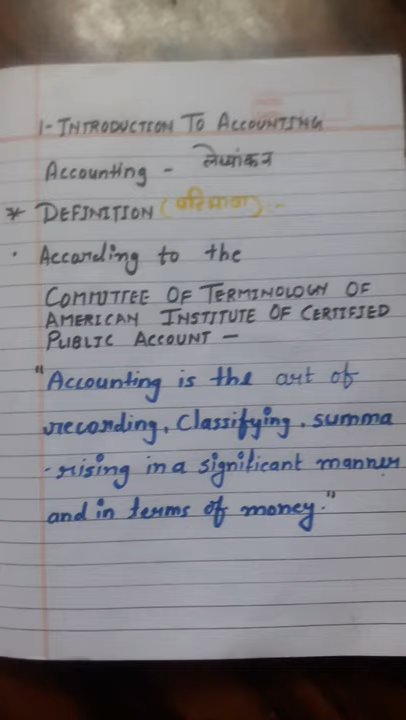 1- INTRODUCTION TO ACCOUNTING
Accounting - लेखांकन
* DEFINITION (परिभाषा) :-
· According to the
COMMITTEE OF TERMINOLOGY OF
AMERICAN INSTITUTE OF CERTIFIED
PUBLIC ACCOUNT -
"Accounting is the art of
recording, Classifying, summa
-rising in a significant manner
and in terms of money."